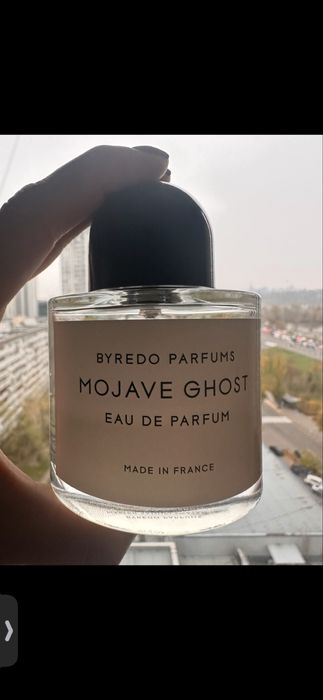 BYREDO PARFUMS
MOJAVE GHOST
EAU DE PARFUM
MADE IN FRANCE